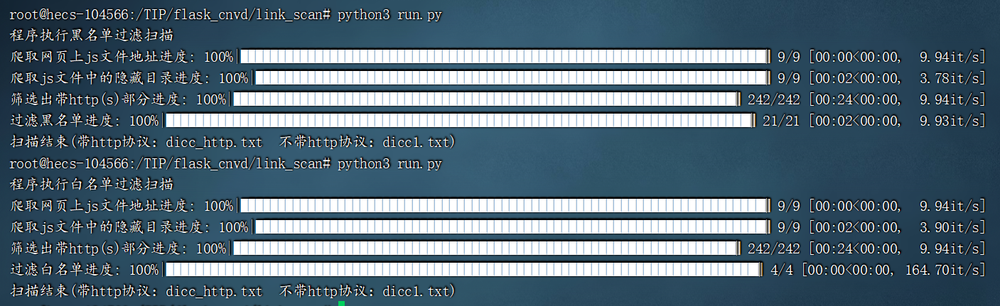 root@hecs-104566:/TIP/flask_cnvd/link_scan# python3 run.py
程序执行黑名单过滤扫描
爬取网页上js文件地址进度: 100%| 9/9 [00:00<00:00,  9.94it/s]
爬取js文件中的隐藏目录进度: 100%| 9/9 [00:02<00:00,  3.78it/s]
筛选出带http(s)部分进度: 100%| 242/242 [00:24<00:00,  9.94it/s]
过滤黑名单进度: 100%| 21/21 [00:02<00:00,  9.93it/s]
扫描结束(带http协议: dicc_http.txt  不带http协议: dicc1.txt)
root@hecs-104566:/TIP/flask_cnvd/link_scan# python3 run.py
程序执行白名单过滤扫描
爬取网页上js文件地址进度: 100%| 9/9 [00:00<00:00,  9.94it/s]
爬取js文件中的隐藏目录进度: 100%| 9/9 [00:02<00:00,  3.90it/s]
筛选出带http(s)部分进度: 100%| 242/242 [00:24<00:00,  9.94it/s]
过滤白名单进度: 100%| 4/4 [00:00<00:00, 164.70it/s]
扫描结束(带http协议: dicc_http.txt  不带http协议: dicc1.txt)